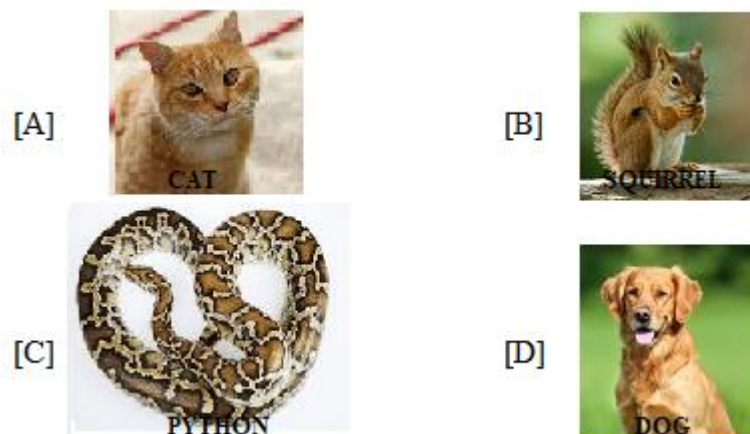 [A]
CAT
[B]
SQUIRREL
[C]
PYTHON
[D]
DOG